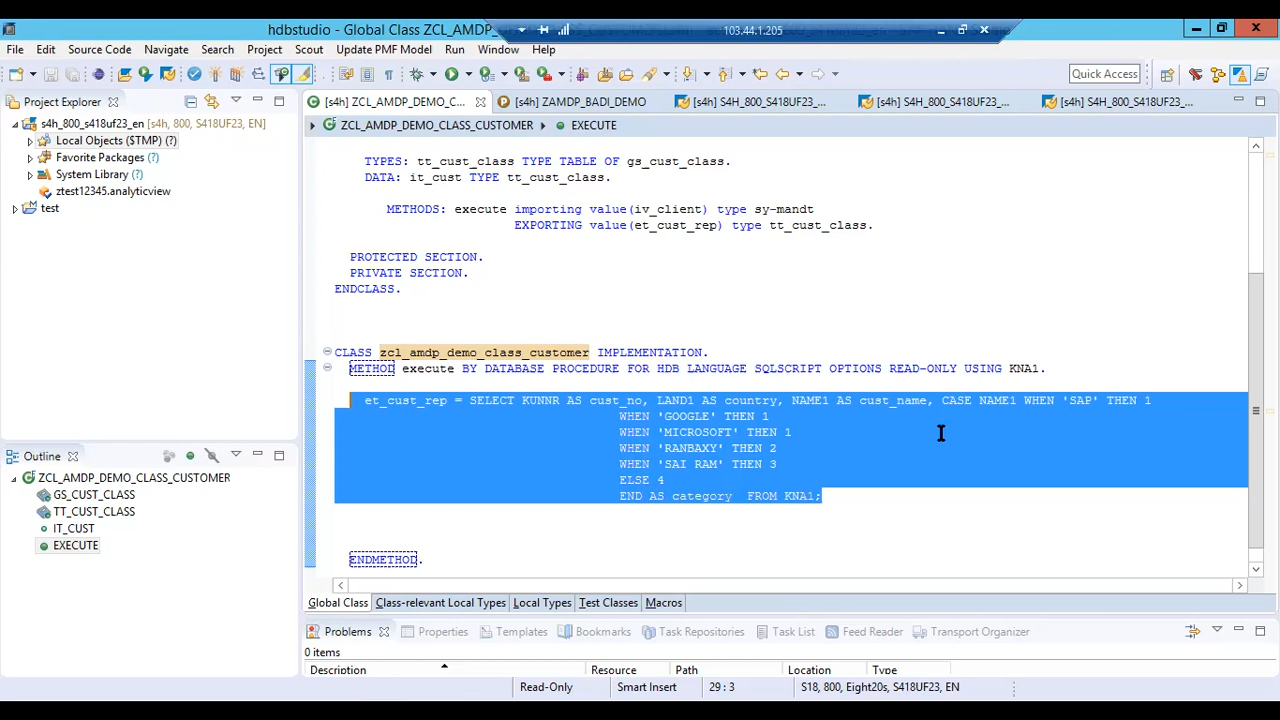 hdbstudio - Global Class ZCL_AMDP_DEM
103.44.1.205
File Edit Source Code Navigate Search Project Scout Update PMF Model Run Window Help
Quick Access
Project Explorer
s4h_800_s418uf23_en [s4h, 800, S418UF23, EN]
Local Objects ($TMP) (?)
Favorite Packages (?)
System Library (?)
ztest12345.analyticview
test
[s4h] ZCL_AMDP_DEMO_C...
[s4h] ZAMDP_BADI_DEMO
[s4h] S4H_800_S418UF23_...
[s4h] S4H_800_S418UF23_...
[s4h] S4H_800_S418UF23_...
ZCL_AMDP_DEMO_CLASS_CUSTOMER EXECUTE
TYPES: tt_cust_class TYPE TABLE OF gs_cust_class.
DATA: it_cust TYPE tt_cust_class.
METHODS: execute importing value(iv_client) type sy-mandt
EXPORTING value(et_cust_rep) type tt_cust_class.
PROTECTED SECTION.
PRIVATE SECTION.
ENDCLASS.
CLASS zcl_amdp_demo_class_customer IMPLEMENTATION.
METHOD execute BY DATABASE PROCEDURE FOR HDB LANGUAGE SQLSCRIPT OPTIONS READ-ONLY USING KNA1.
et_cust_rep = SELECT KUNNR AS cust_no, LAND1 AS country, NAME1 AS cust_name, CASE NAME1 WHEN 'SAP' THEN 1
WHEN 'GOOGLE' THEN 1
WHEN 'MICROSOFT' THEN 1
WHEN 'RANBAXY' THEN 2
WHEN 'SAI RAM' THEN 3
ELSE 4
END AS category FROM KNA1;
ENDMETHOD.
Outline
ZCL_AMDP_DEMO_CLASS_CUSTOMER
GS_CUST_CLASS
TT_CUST_CLASS
IT_CUST
EXECUTE
Global Class Class-relevant Local Types Local Types Test Classes Macros
Problems Properties Templates Bookmarks Task Repositories Task List Feed Reader Transport Organizer
0 items
Description Resource Path Location Type
Read-Only Smart Insert 29 : 3 S18, 800, Eight20s, S418UF23, EN